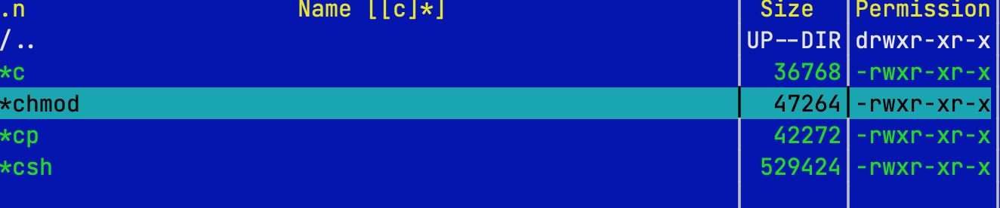 .n Name [[c]*] Size Permission
/.. UP--DIR drwxr-xr-x
*c 36768 -rwxr-xr-x
*chmod 47264 -rwxr-xr-x
*cp 42272 -rwxr-xr-x
*csh 529424 -rwxr-xr-x